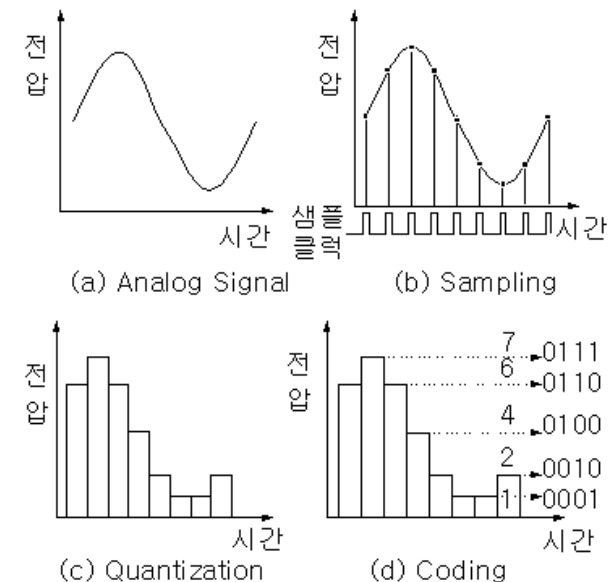 전압
시간
(a) Analog Signal
전압
샘플클럭
시간
(b) Sampling
전압
시간
(c) Quantization
전압
7
0111
6
0110
4
0100
2
0010
1
0001
시간
(d) Coding